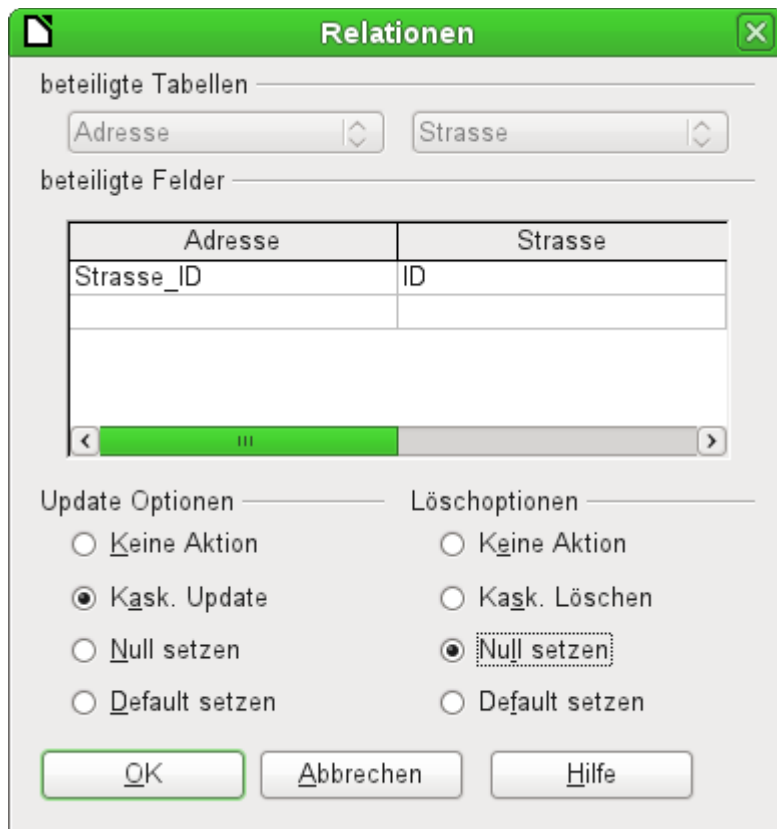 Relationen
beteiligte Tabellen
Adresse Strasse
beteiligte Felder
Adresse Strasse
Strasse_ID ID
Update Optionen Löschoptionen
Keine Aktion Keine Aktion
Kask. Update Kask. Löschen
Null setzen Null setzen
Default setzen Default setzen
OK Abbrechen Hilfe